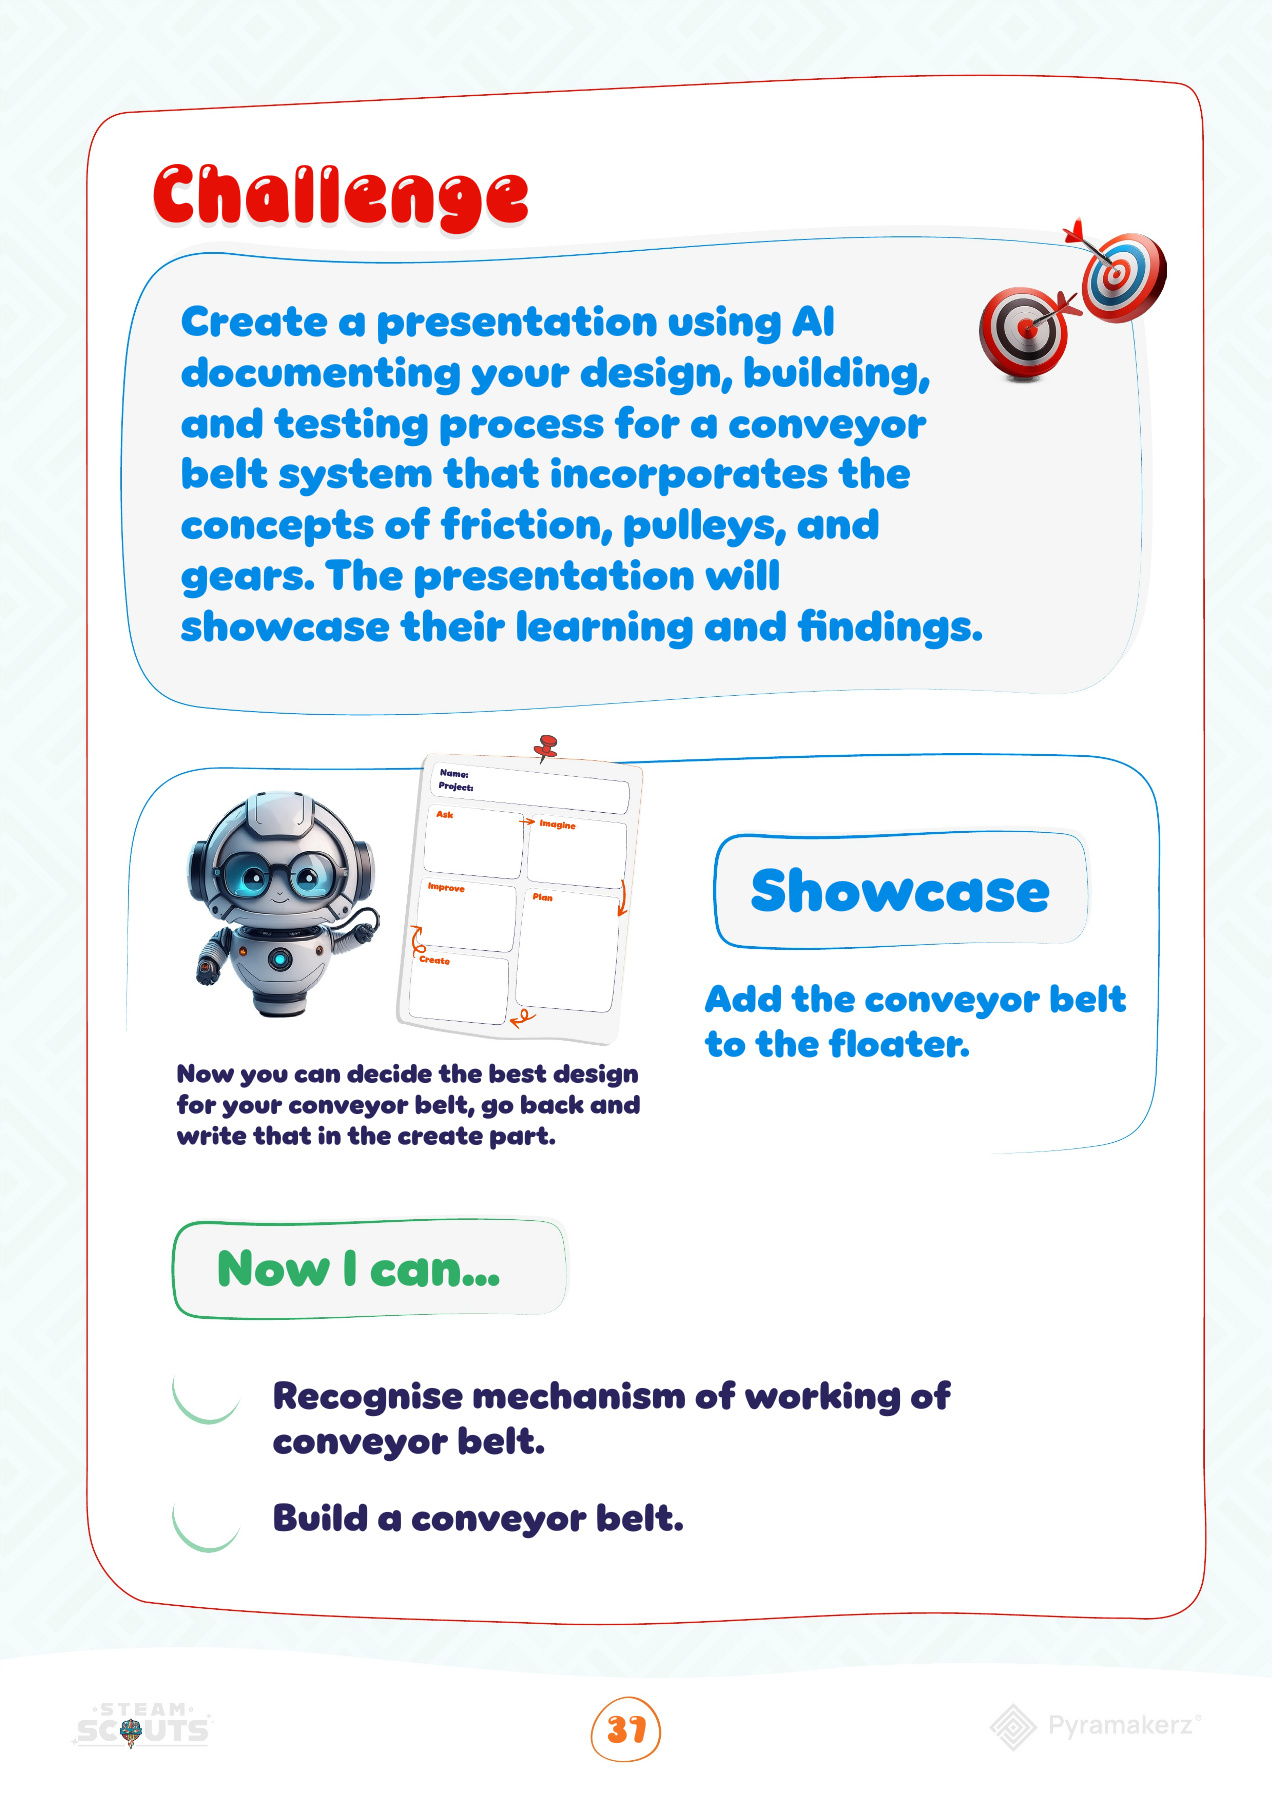 Challenge
Create a presentation using AI
documenting your design, building,
and testing process for a conveyor
belt system that incorporates the
concepts of friction, pulleys, and
gears. The presentation will
showcase their learning and findings.
Name:
Project:
Ask
Imagine
Improve
Plan
Create
Now you can decide the best design
for your conveyor belt, go back and
write that in the create part.
Showcase
Add the conveyor belt
to the floater.
Now I can...
Recognise mechanism of working of
conveyor belt.
Build a conveyor belt.
STEAM
SCOUTS
37
Pyramakerz